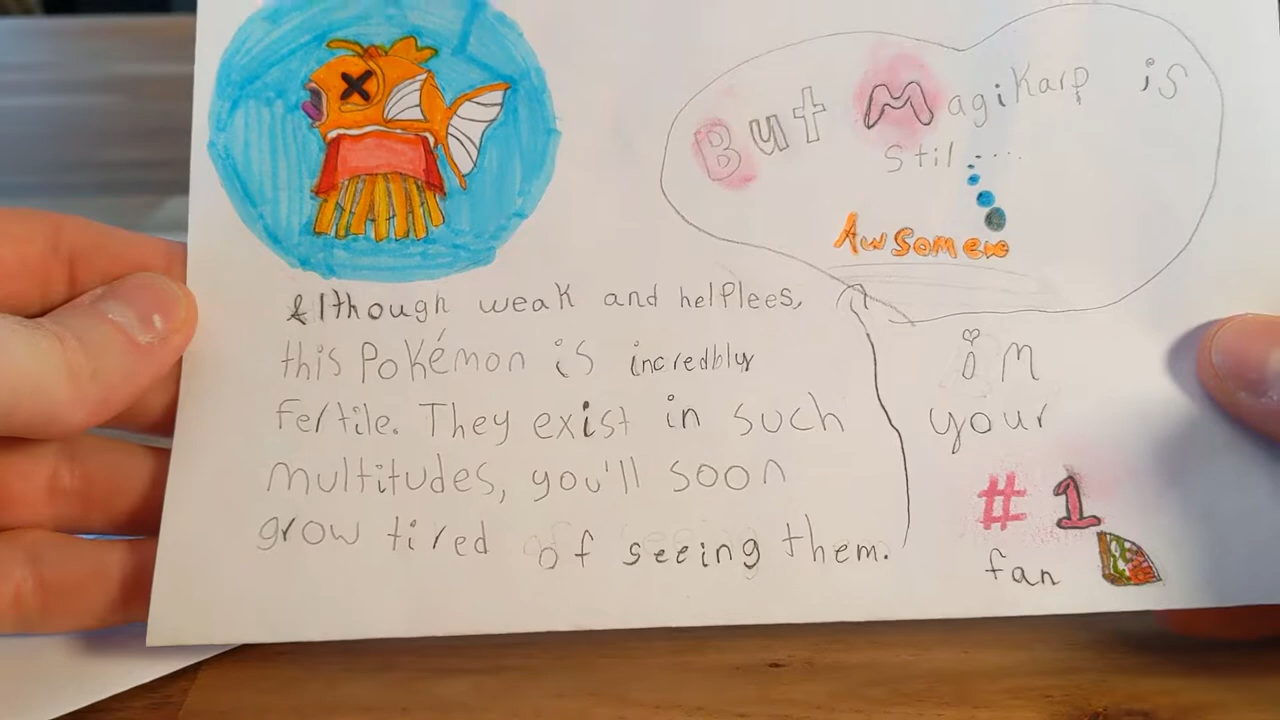 But Magikarp is
Stil.....
Awsome
Although weak and helplees,
this Pokémon is incredbly
Fertile. They exist in such
multitudes, you'll soon
grow tired of seeing them.
im
your
#1
fan